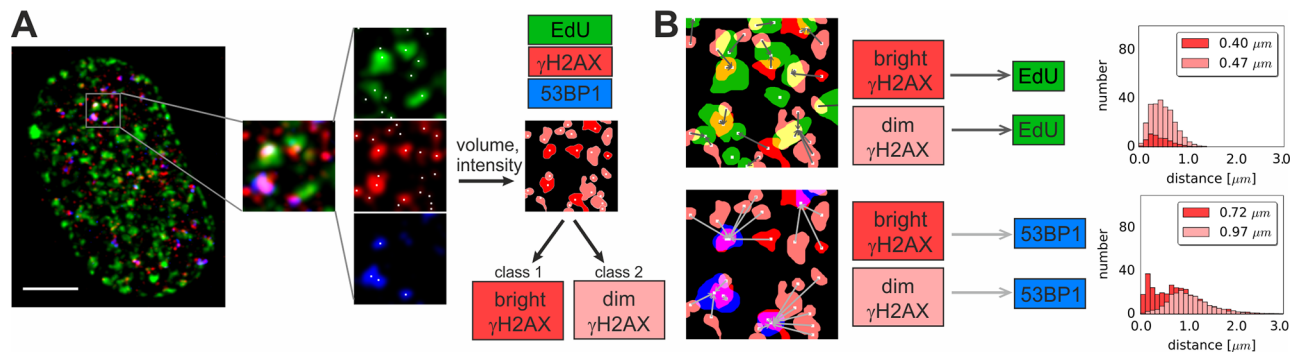 A
EdU
γH2AX
53BP1
volume,
intensity
class 1
class 2
bright
γH2AX
dim
γH2AX
B
bright
γH2AX
EdU
dim
γH2AX
EdU
number
80
40
0
0.40 μm
0.47 μm
0.0
1.0
2.0
3.0
distance [μm]
bright
γH2AX
53BP1
dim
γH2AX
53BP1
number
80
40
0
0.72 μm
0.97 μm
0.0
1.0
2.0
3.0
distance [μm]